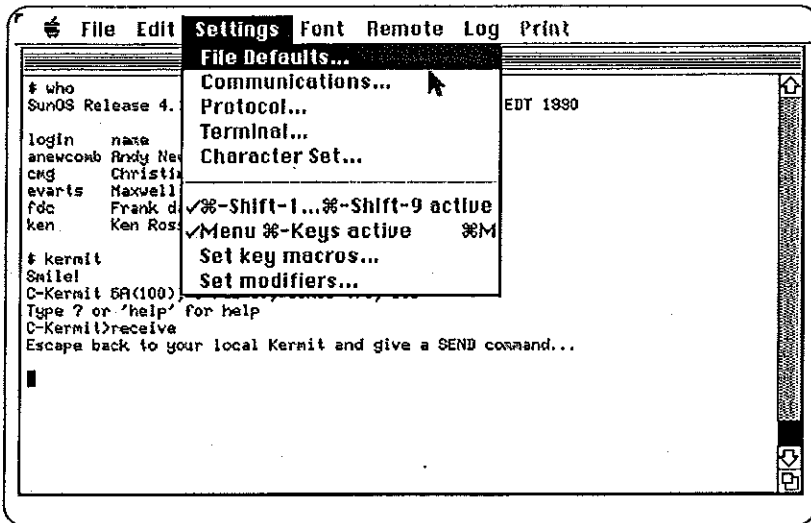 File Edit Settings Font Remote Log Print
File Defaults...
Communications...
Protocol...
Terminal...
Character Set...
✓⌘-Shift-1...⌘-Shift-9 active
✓Menu ⌘-Keys active ⌘M
Set key macros...
Set modifiers...
$ who
SunOS Release 4. EDT 1990
login name
anewcomb Andy
cmg
evarts Maxwell
fdc Frank
ken Ken
$ kermit
Smile!
C-Kermit 5A(100),
Type ? or 'help' for help
C-Kermit>receive
Escape back to your local Kermit and give a SEND command...